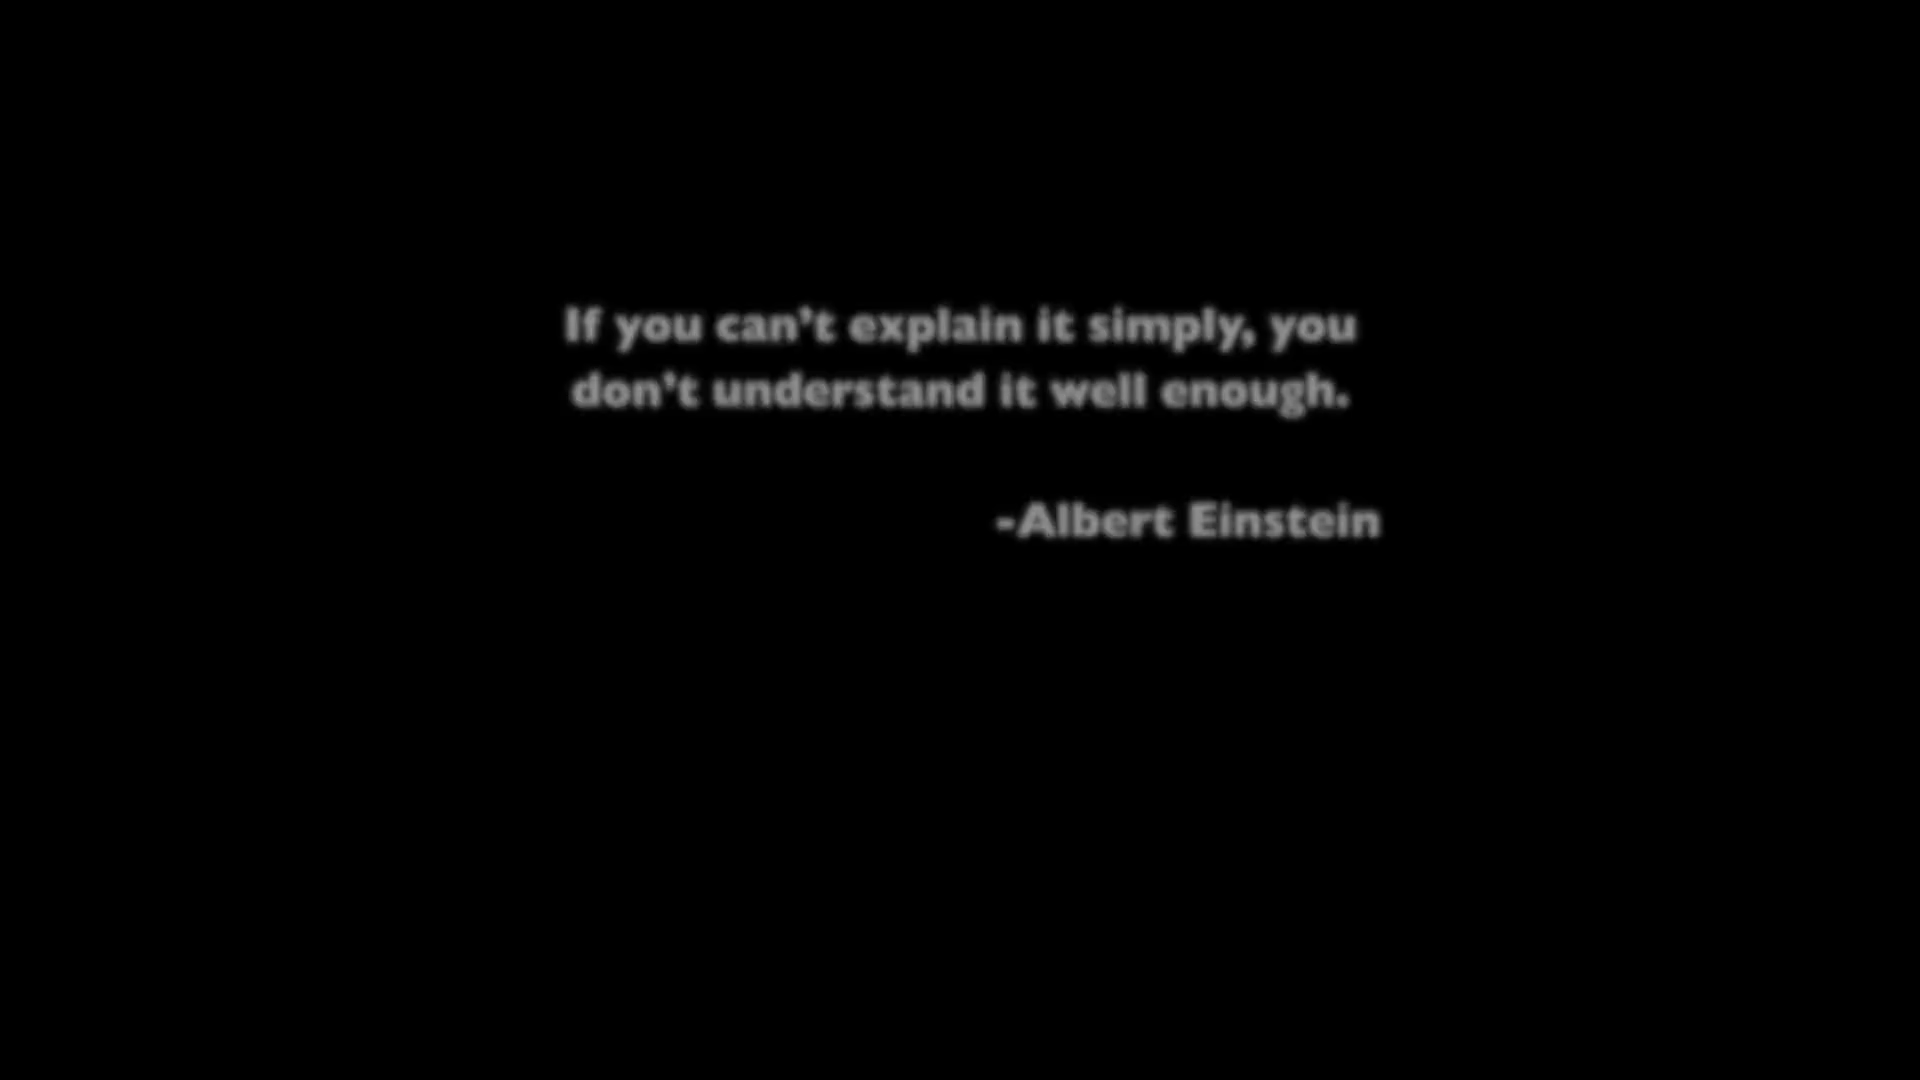 If you can’t explain it simply, you
don’t understand it well enough.
-Albert Einstein